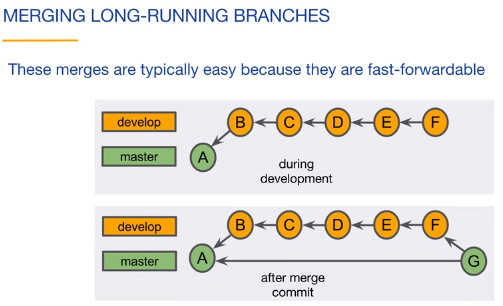 MERGING LONG-RUNNING BRANCHES
These merges are typically easy because they are fast-forwardable
develop
B C D E F
master
A
during
development
develop
B C D E F
master
A
G
after merge
commit